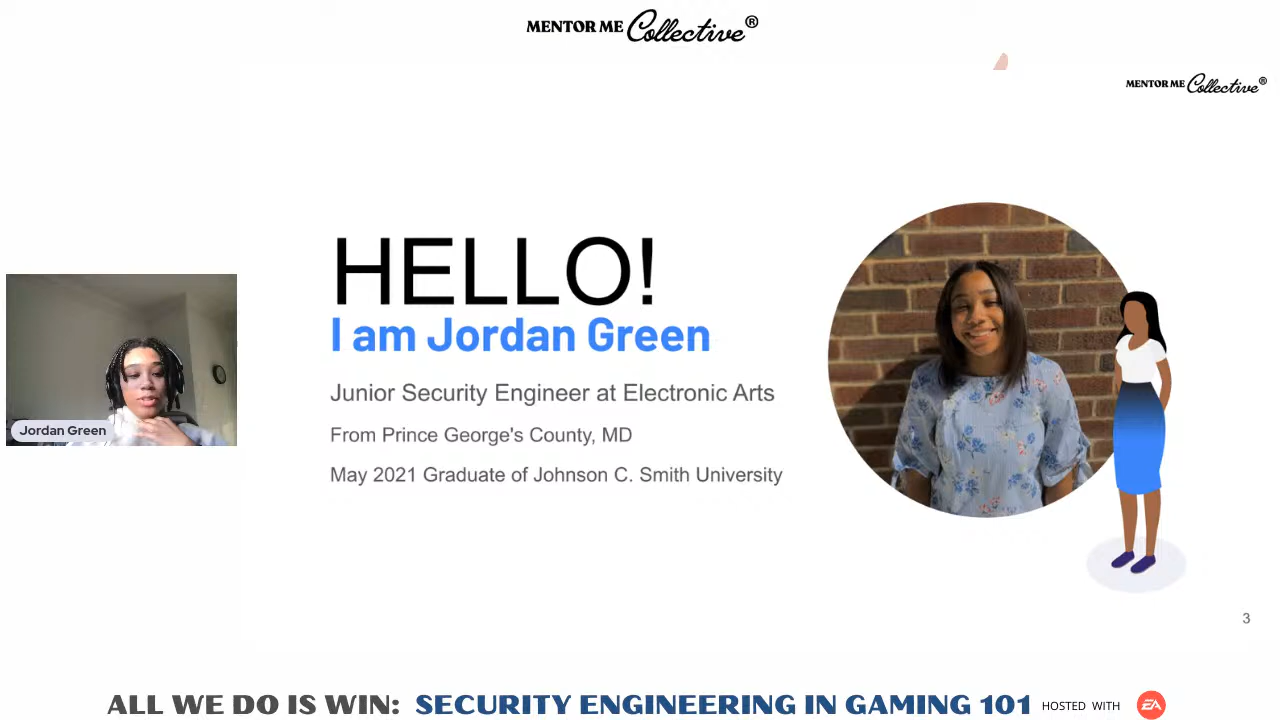 MENTOR ME Collective®
MENTOR ME Collective®
HELLO!
I am Jordan Green
Junior Security Engineer at Electronic Arts
From Prince George's County, MD
May 2021 Graduate of Johnson C. Smith University
Jordan Green
3
ALL WE DO IS WIN: SECURITY ENGINEERING IN GAMING 101 HOSTED WITH EA